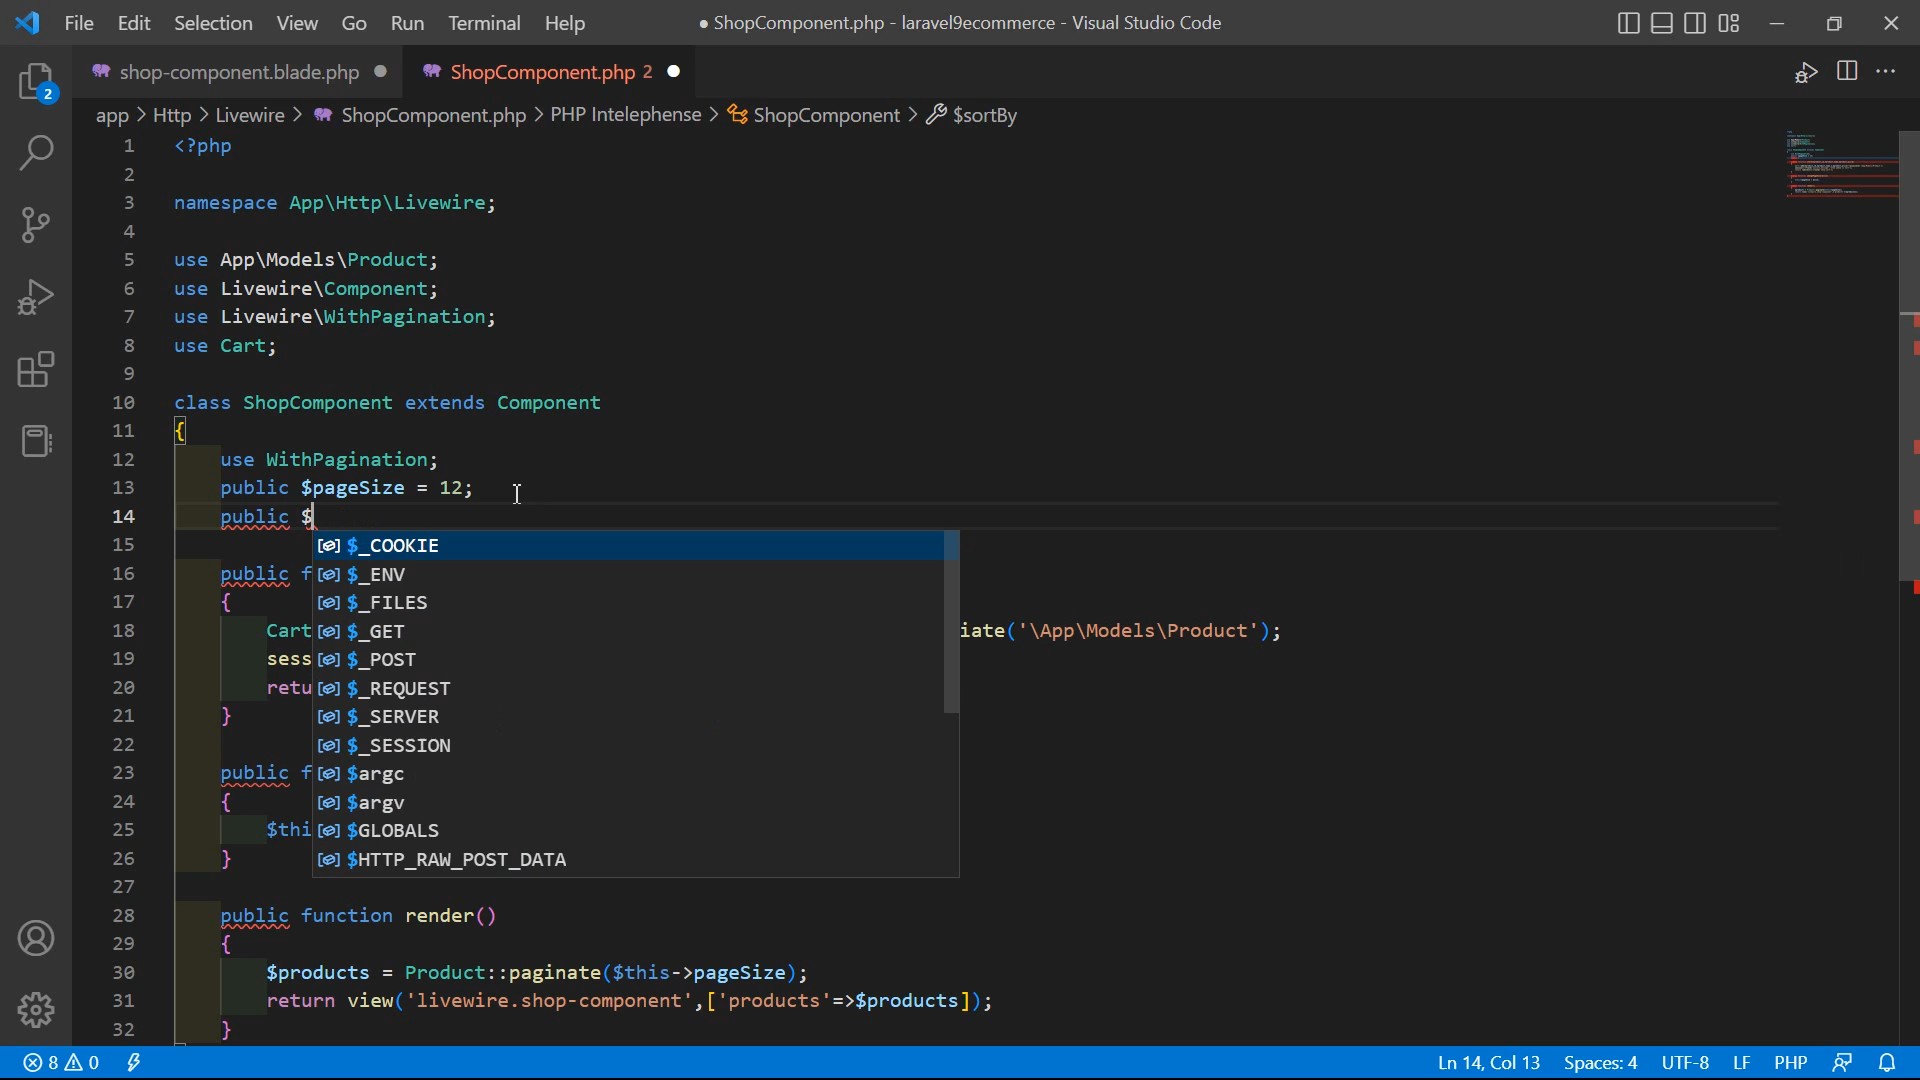 File Edit Selection View Go Run Terminal Help ● ShopComponent.php - laravel9ecommerce - Visual Studio Code
shop-component.blade.php ● ShopComponent.php 2 ●
2
app > Http > Livewire > ShopComponent.php > PHP Intelephense > ShopComponent > $sortBy
1 <?php
2
3 namespace App\Http\Livewire;
4
5 use App\Models\Product;
6 use Livewire\Component;
7 use Livewire\WithPagination;
8 use Cart;
9
10 class ShopComponent extends Component
11 {
12 use WithPagination;
13 public $pageSize = 12;
14 public $
15 $_COOKIE
16 public f $_ENV
17 { $_FILES
18 Cart $_GET iate('\App\Models\Product');
19 sess $_POST
20 retu $_REQUEST
21 } $_SERVER
22 $_SESSION
23 public f $argc
24 { $argv
25 $thi $GLOBALS
26 } $HTTP_RAW_POST_DATA
27
28 public function render()
29 {
30 $products = Product::paginate($this->pageSize);
31 return view('livewire.shop-component',['products'=>$products]);
32 }
8 0 Ln 14, Col 13 Spaces: 4 UTF-8 LF PHP